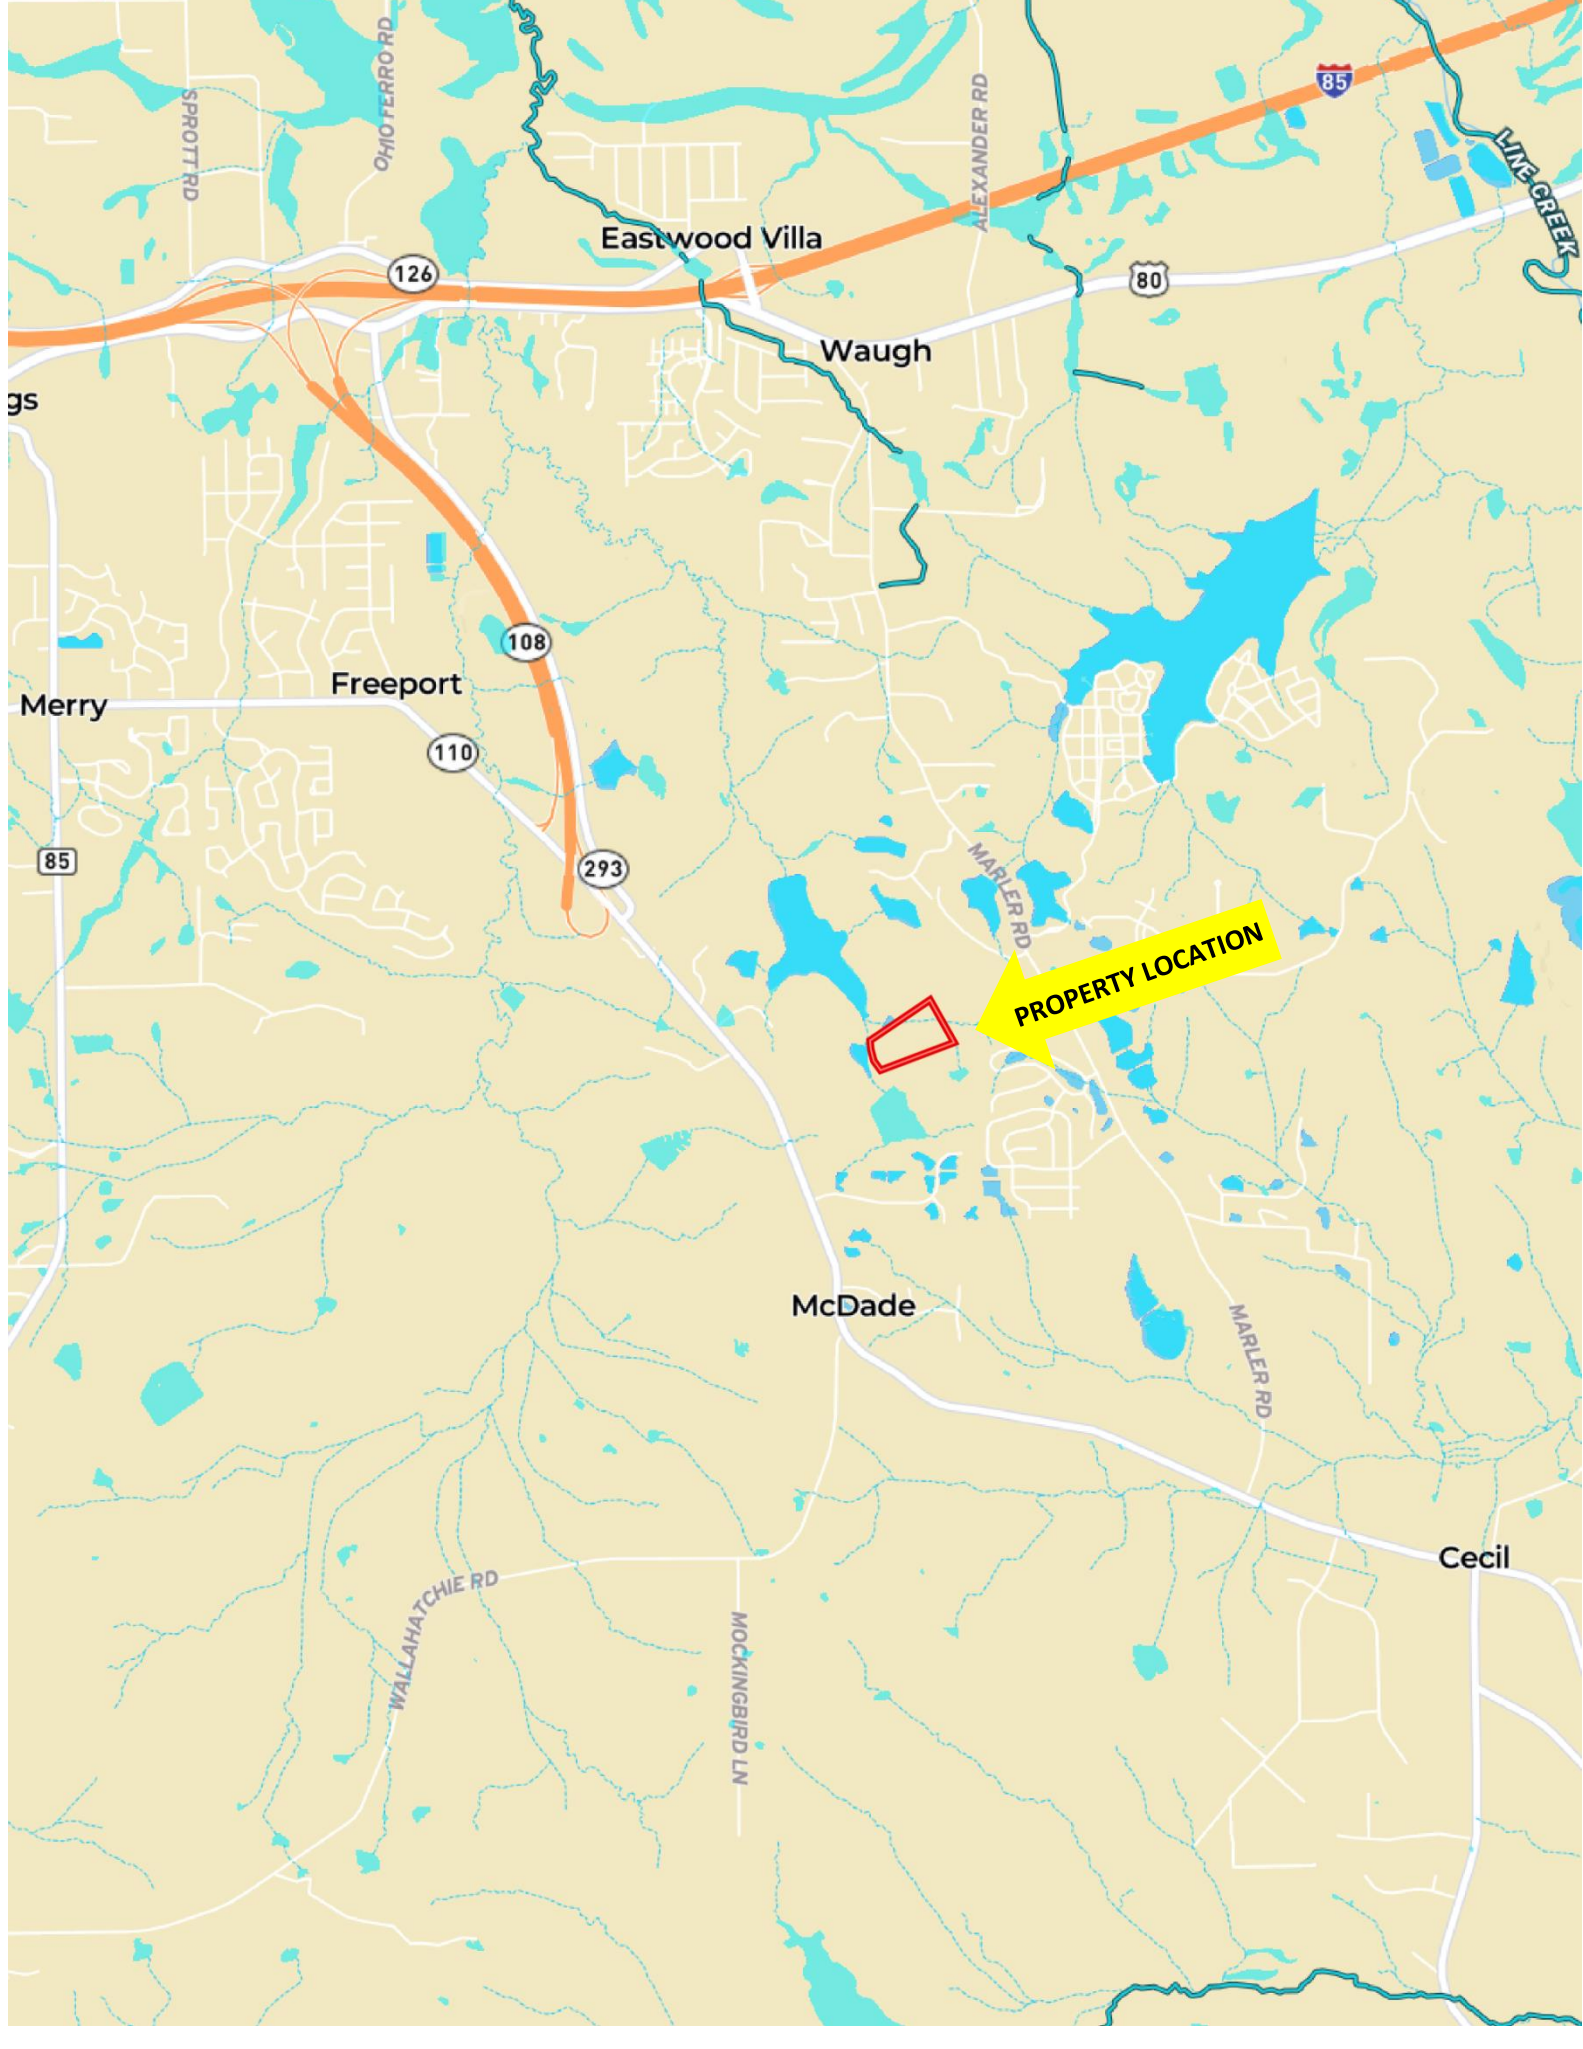 SPROTT RD
OHIO FERRO RD
ALEXANDER RD
85
LINE CREEK
Eastwood Villa
126
80
Waugh
gs
108
Freeport
Merry
110
85
293
MARLER RD
PROPERTY LOCATION
McDade
MARLER RD
Cecil
WALLAHATCHIE RD
MOCKINGBIRD LN